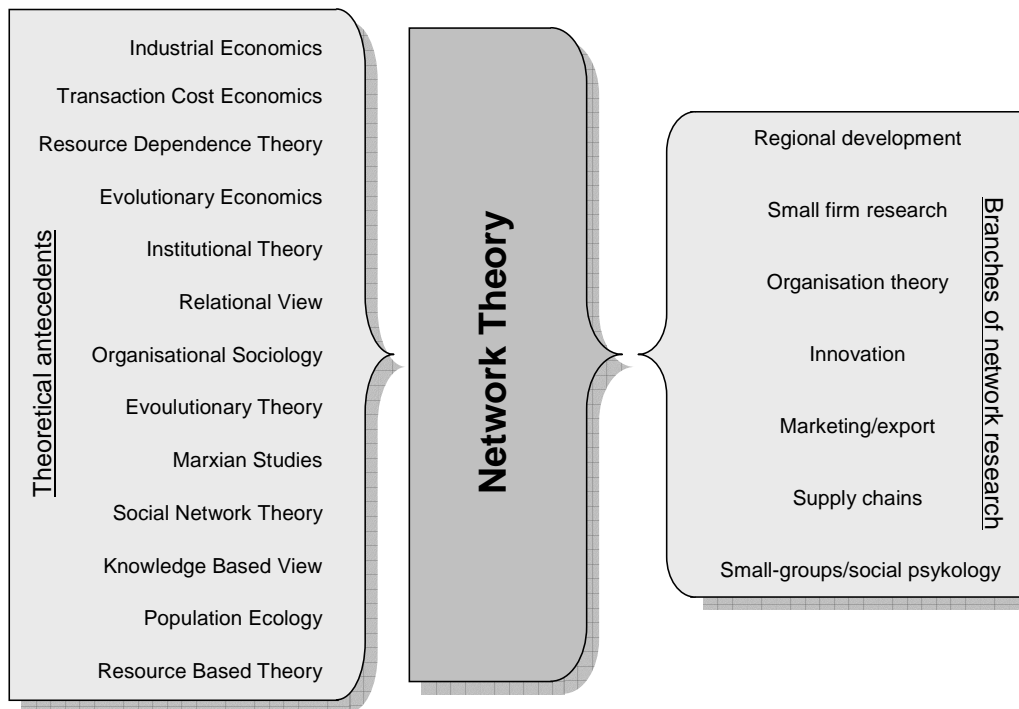 Theoretical antecedents
Industrial Economics
Transaction Cost Economics
Resource Dependence Theory
Evolutionary Economics
Institutional Theory
Relational View
Organisational Sociology
Evoulutionary Theory
Marxian Studies
Social Network Theory
Knowledge Based View
Population Ecology
Resource Based Theory
Network Theory
Regional development
Small firm research
Organisation theory
Innovation
Marketing/export
Supply chains
Small-groups/social psykology
Branches of network research